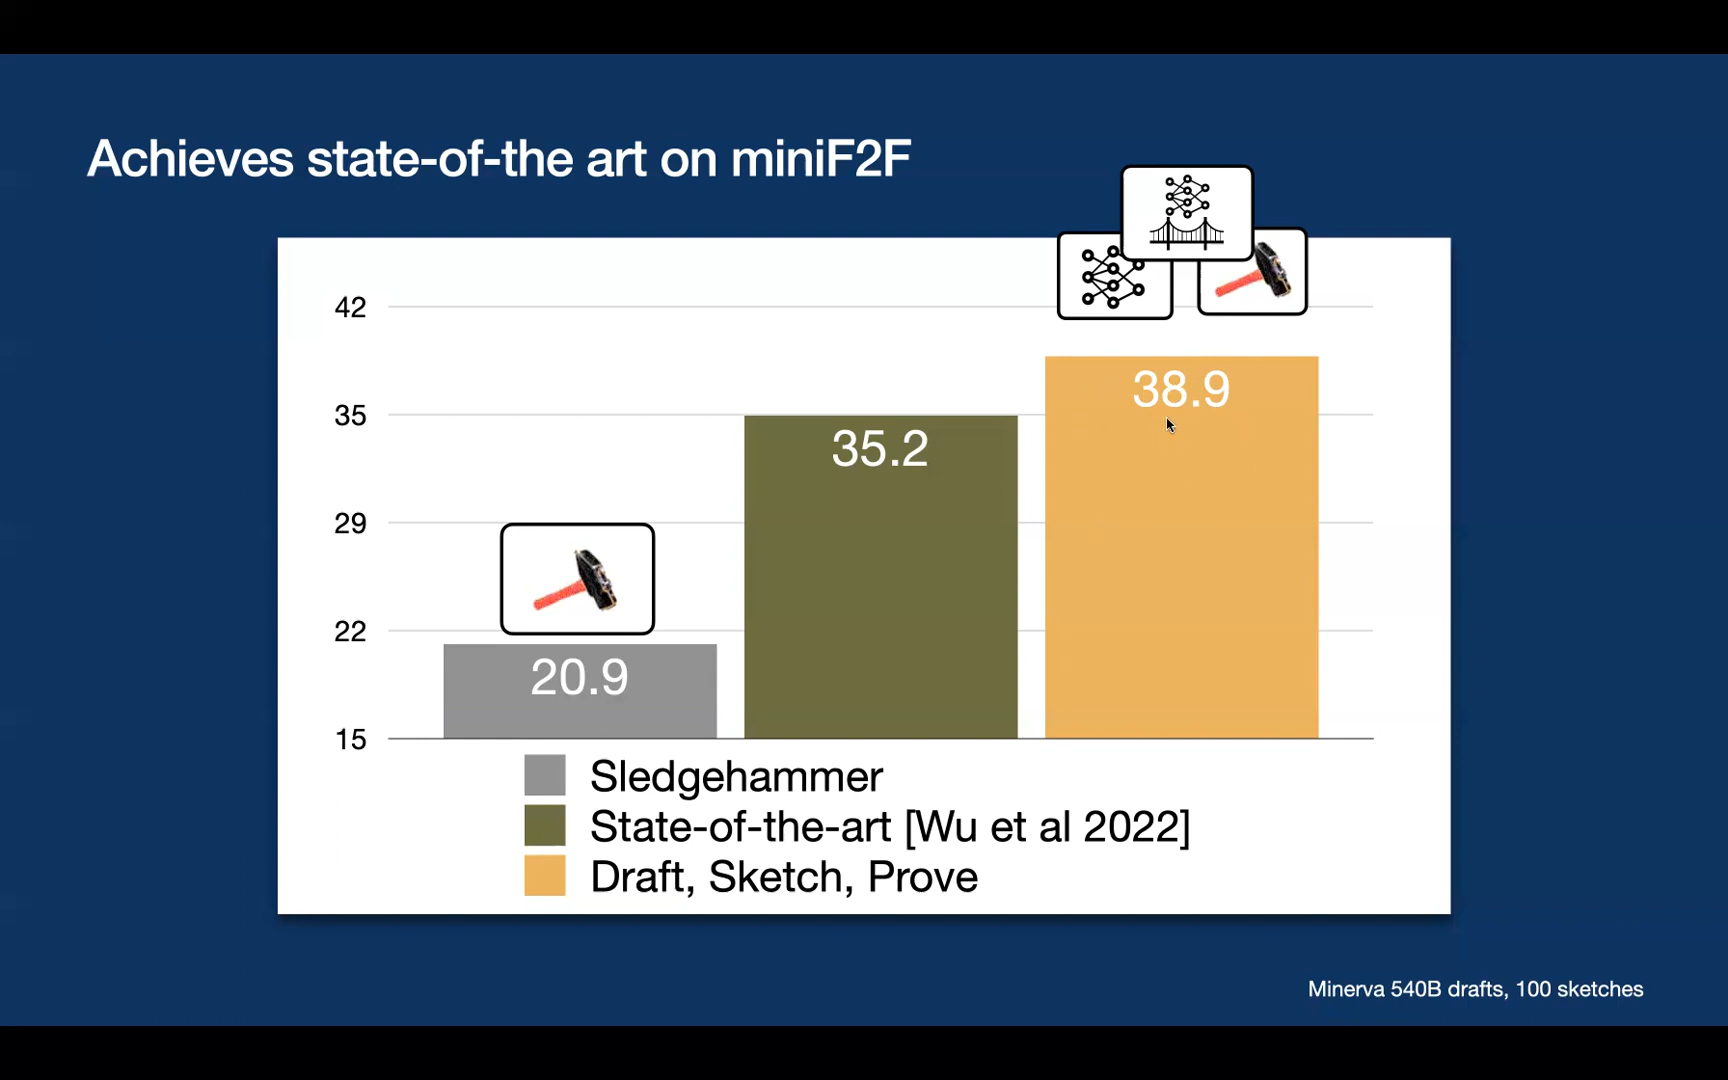 Achieves state-of-the art on miniF2F
42
35
29
22
15
20.9
35.2
38.9
Sledgehammer
State-of-the-art [Wu et al 2022]
Draft, Sketch, Prove
Minerva 540B drafts, 100 sketches